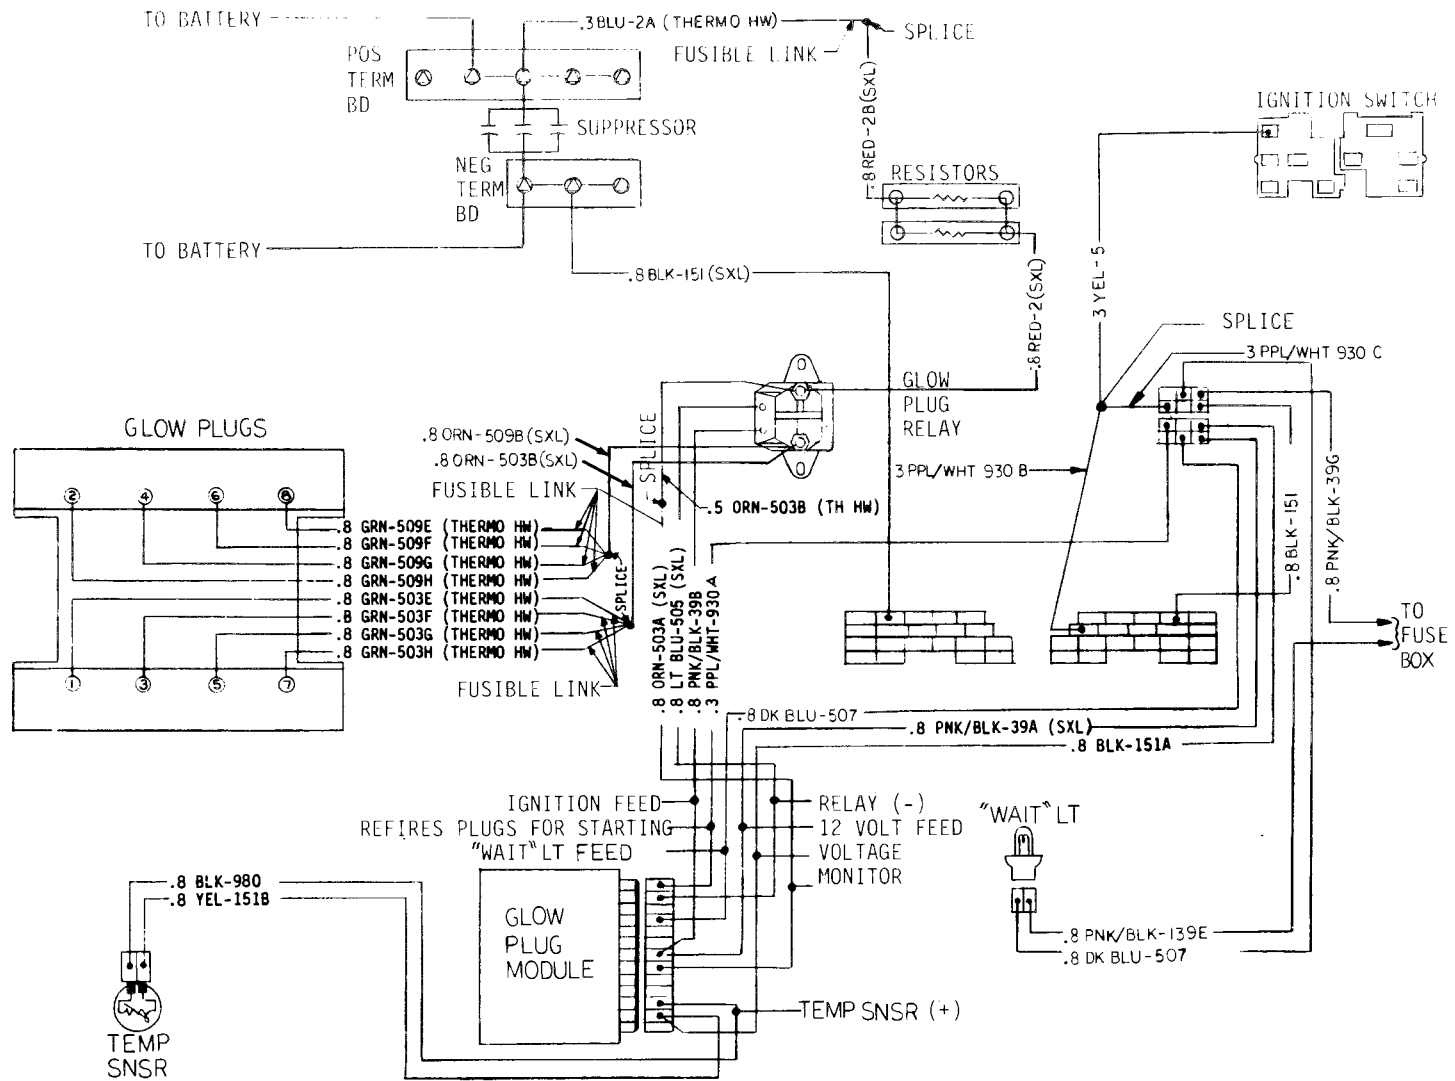 TO BATTERY
.3 BLU-2A (THERMO HW)
FUSIBLE LINK
SPLICE
POS
TERM
BD
SUPPRESSOR
NEG
TERM
BD
TO BATTERY
.8 BLK-151 (SXL)
.8 RED-2B (SXL)
RESISTORS
.8 RED-2 (SXL)
IGNITION SWITCH
3 YEL-5
SPLICE
3 PPL/WHT 930 C
GLOW
PLUG
RELAY
GLOW PLUGS
.8 ORN-509B (SXL)
.8 ORN-503B (SXL)
FUSIBLE LINK
SPLICE
.5 ORN-503B (TH HW)
3 PPL/WHT 930 B
.8 BLK-151
.8 PNK/BLK-39G
2
4
6
8
.8 GRN-509E (THERMO HW)
.8 GRN-509F (THERMO HW)
.8 GRN-509G (THERMO HW)
.8 GRN-509H (THERMO HW)
.8 GRN-503E (THERMO HW)
.8 GRN-503F (THERMO HW)
.8 GRN-503G (THERMO HW)
.8 GRN-503H (THERMO HW)
1
3
5
7
SPLICE
FUSIBLE LINK
.8 ORN-503A (SXL)
.8 LT BLU-505 (SXL)
.8 PNK/BLK-39B
.3 PPL/WHT-930 A
TO
FUSE
BOX
.8 DK BLU-507
.8 PNK/BLK-39A (SXL)
.8 BLK-151A
IGNITION FEED
REFIRES PLUGS FOR STARTING
"WAIT" LT FEED
RELAY (-)
12 VOLT FEED
VOLTAGE
MONITOR
"WAIT" LT
.8 PNK/BLK-139E
.8 DK BLU-507
GLOW
PLUG
MODULE
TEMP SNSR (+)
.8 BLK-980
.8 YEL-151B
TEMP
SNSR